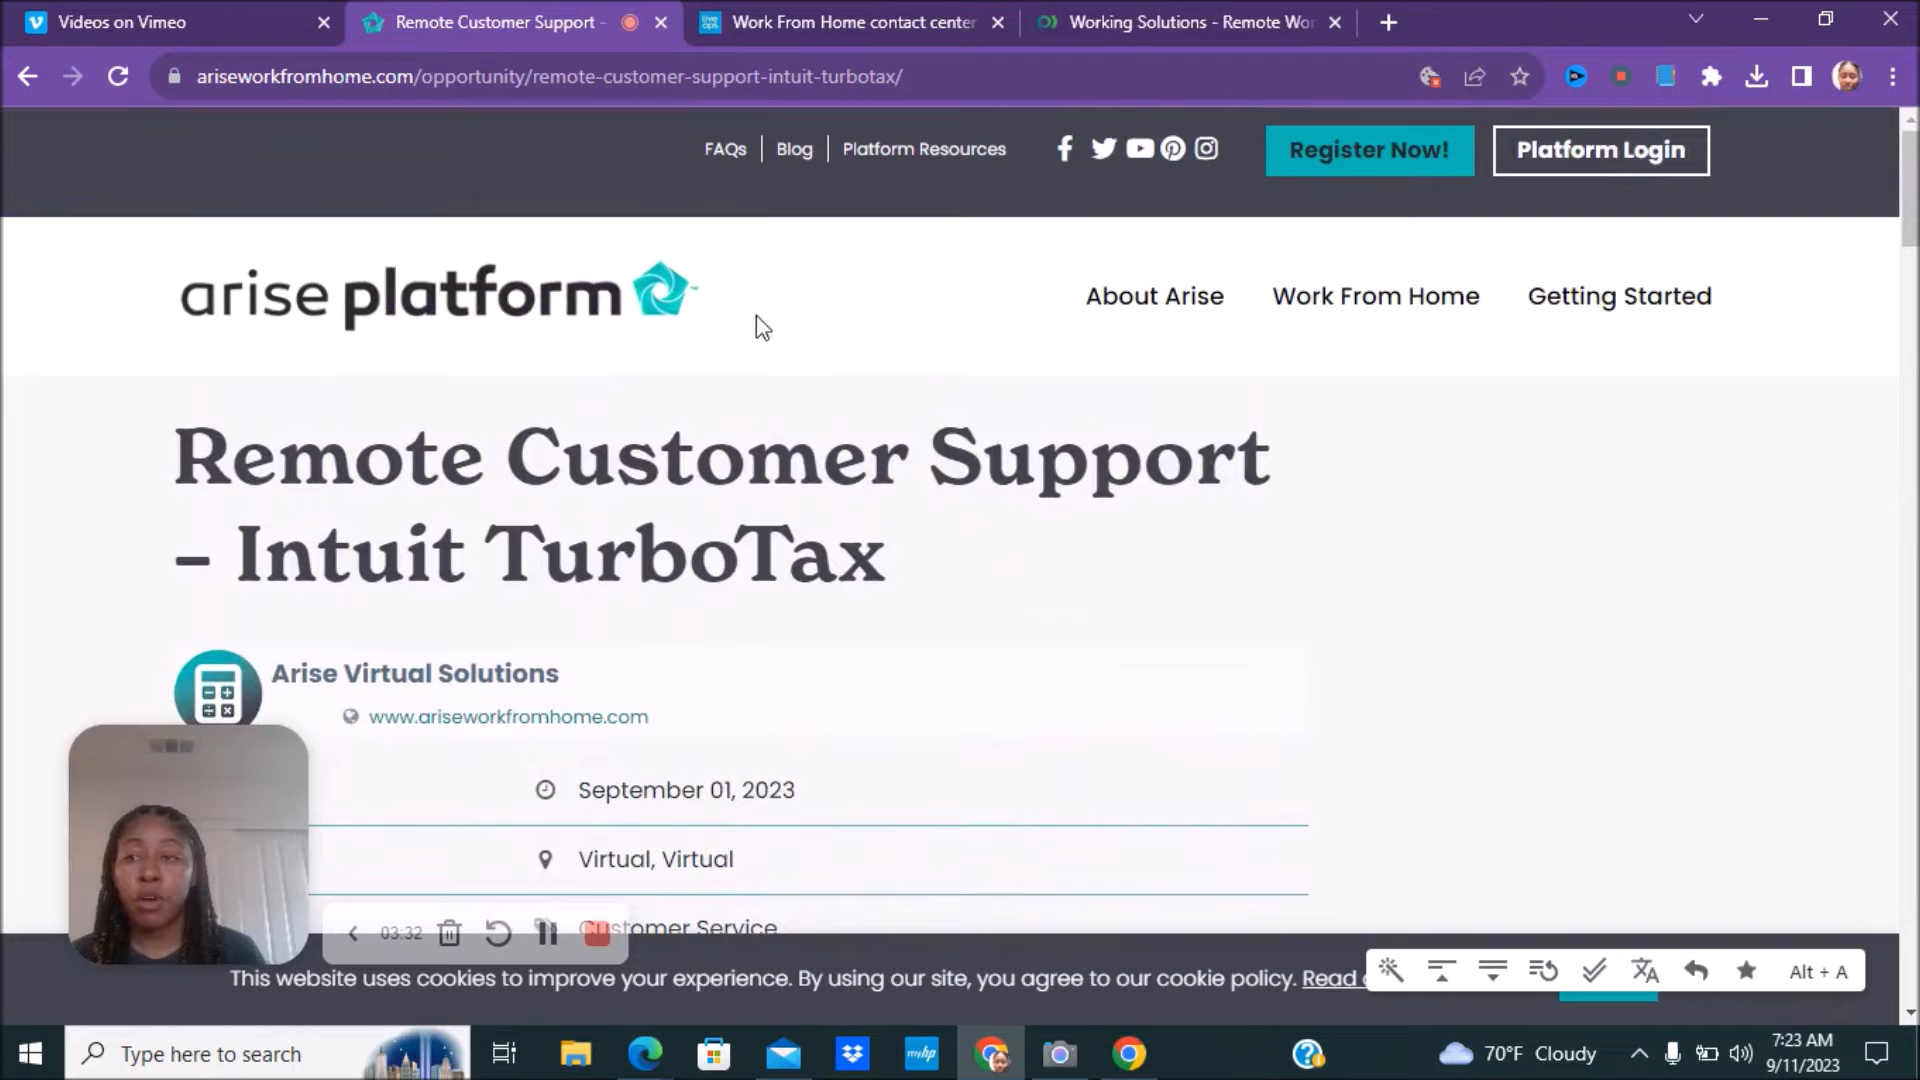 Videos on Vimeo
Remote Customer Support -
Work From Home contact center
Working Solutions - Remote Wor
ariseworkfromhome.com/opportunity/remote-customer-support-intuit-turbotax/
FAQs
Blog
Platform Resources
Register Now!
Platform Login
arise platform
About Arise
Work From Home
Getting Started
Remote Customer Support
– Intuit TurboTax
Arise Virtual Solutions
www.ariseworkfromhome.com
September 01, 2023
Virtual, Virtual
03:32
Customer Service
This website uses cookies to improve your experience. By using our site, you agree to our cookie policy. Read
Alt + A
Type here to search
70°F Cloudy
7:23 AM
9/11/2023